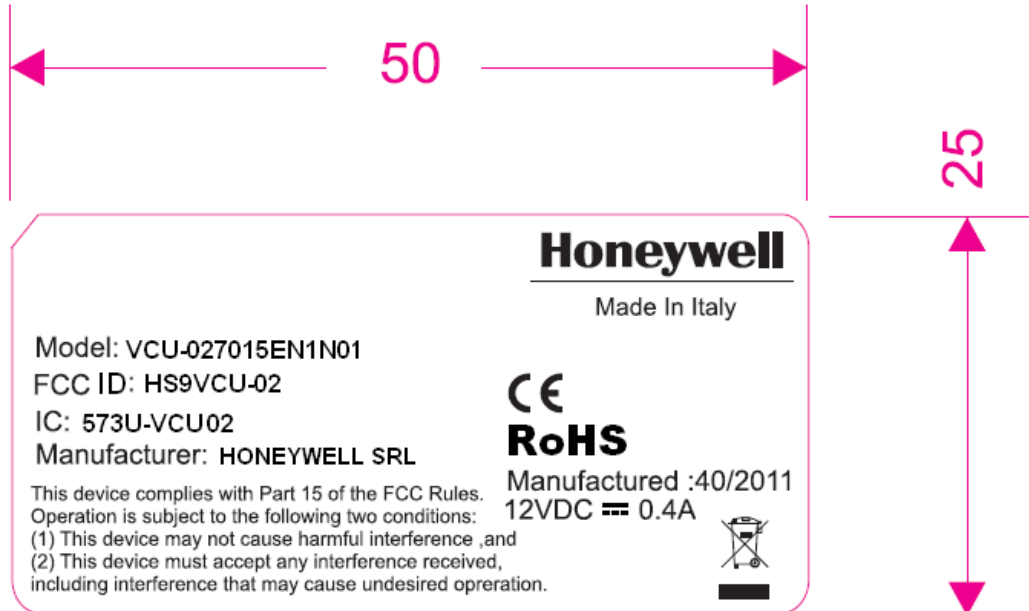 50
25
Honeywell
Made In Italy
Model: VCU-027015EN1N01
FCC ID: HS9VCU-02
IC: 573U-VCU02
Manufacturer: HONEYWELL SRL
CE
RoHS
Manufactured :40/2011
12VDC ⎓ 0.4A
This device complies with Part 15 of the FCC Rules.
Operation is subject to the following two conditions:
(1) This device may not cause harmful interference ,and
(2) This device must accept any interference received,
including interference that may cause undesired opreration.